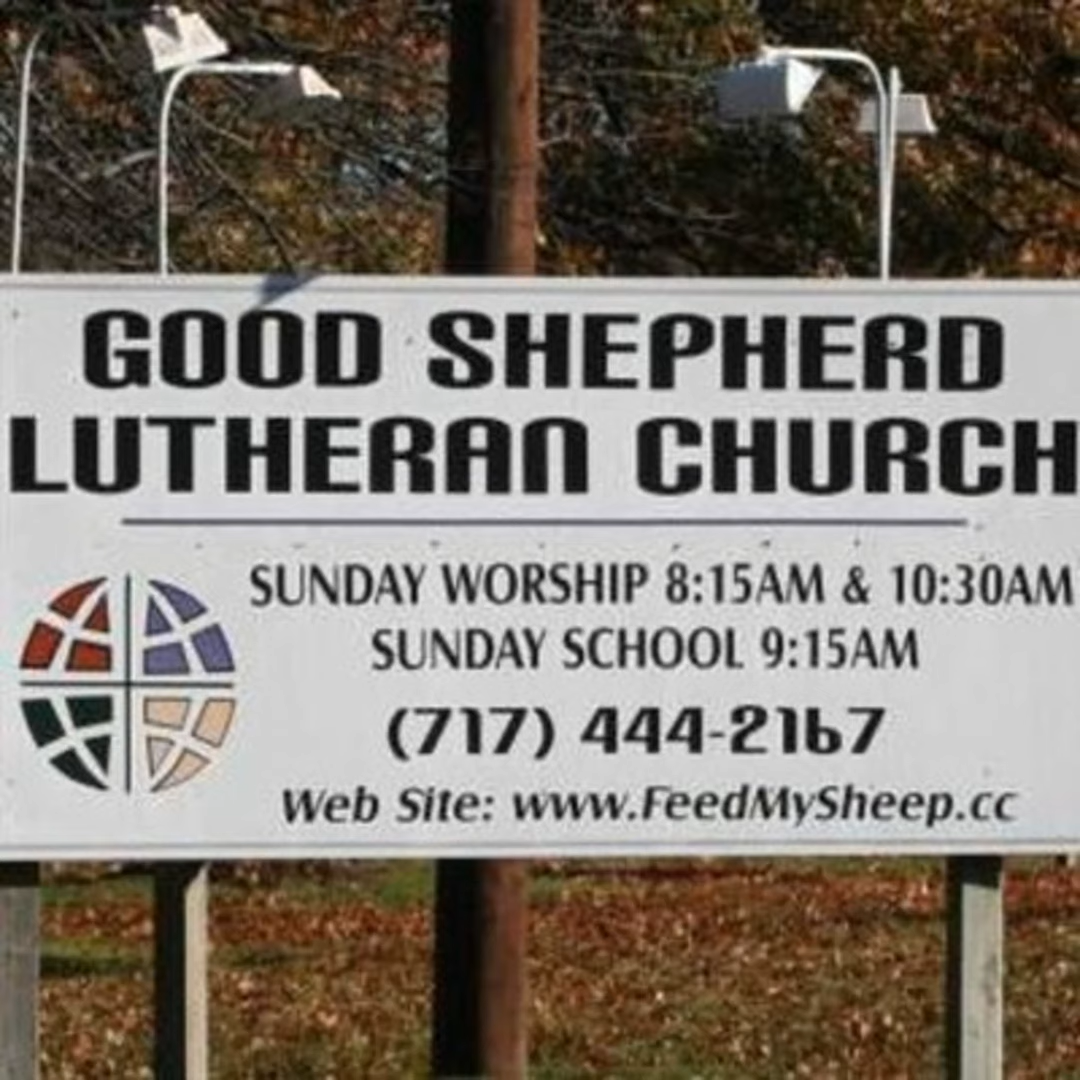 GOOD SHEPHERD
LUTHERAN CHURCH
SUNDAY WORSHIP 8:15AM & 10:30AM
SUNDAY SCHOOL 9:15AM
(717) 444-2167
Web Site: www.FeedMySheep.cc